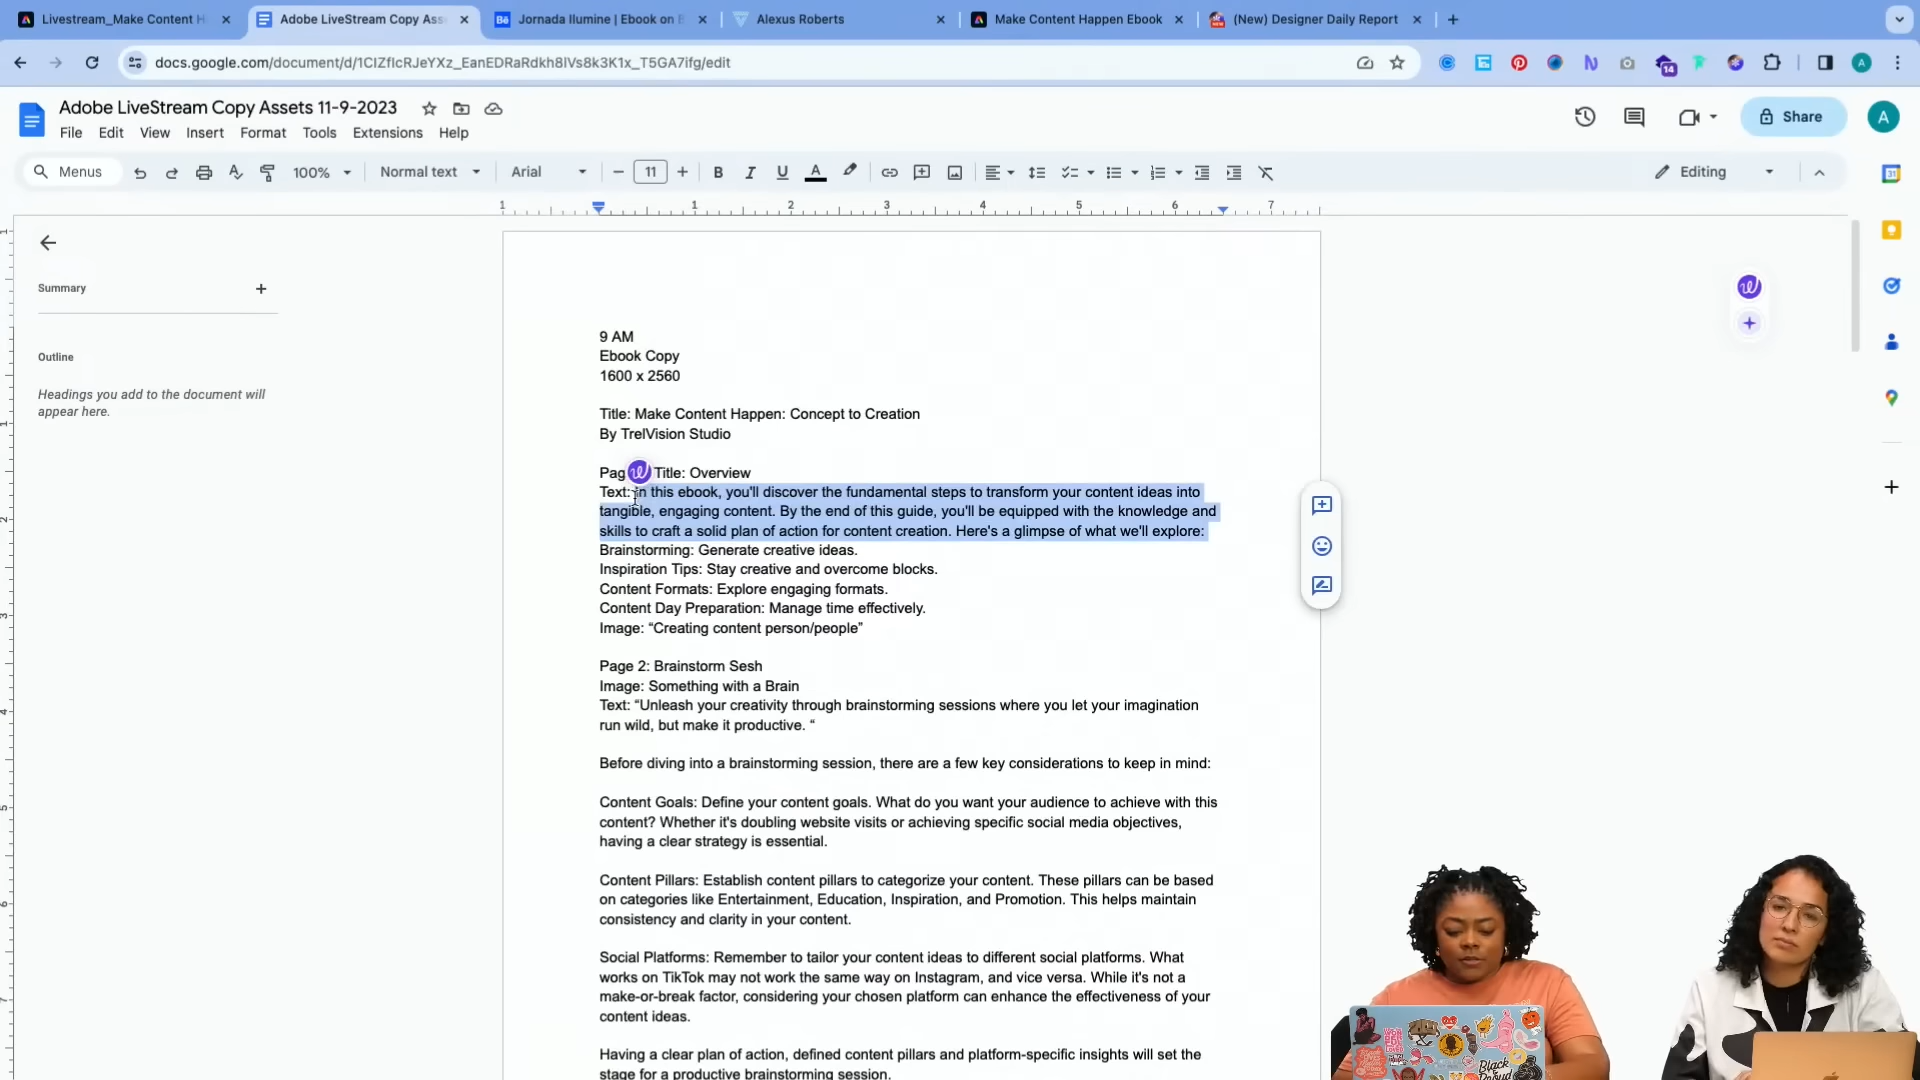 Livestream_Make Content H
Adobe LiveStream Copy Ass
Jornada Ilumine | Ebook on B
Alexus Roberts
Make Content Happen Ebook
(New) Designer Daily Report
docs.google.com/document/d/1CIZfIcRJeYXz_EanEDRaRdkh8lVs8k3K1x_T5GA7ifg/edit
14
A
Adobe LiveStream Copy Assets 11-9-2023
File Edit View Insert Format Tools Extensions Help
Share
A
Menus
100%
Normal text
Arial
11
Editing
31
1 1 2 3 4 5 6 7
Summary
Outline
Headings you add to the document will
appear here.
9 AM
Ebook Copy
1600 x 2560
Title: Make Content Happen: Concept to Creation
By TrelVision Studio
Pag Title: Overview
Text: In this ebook, you'll discover the fundamental steps to transform your content ideas into
tangible, engaging content. By the end of this guide, you'll be equipped with the knowledge and
skills to craft a solid plan of action for content creation. Here's a glimpse of what we'll explore:
Brainstorming: Generate creative ideas.
Inspiration Tips: Stay creative and overcome blocks.
Content Formats: Explore engaging formats.
Content Day Preparation: Manage time effectively.
Image: “Creating content person/people”
Page 2: Brainstorm Sesh
Image: Something with a Brain
Text: “Unleash your creativity through brainstorming sessions where you let your imagination
run wild, but make it productive. “
Before diving into a brainstorming session, there are a few key considerations to keep in mind:
Content Goals: Define your content goals. What do you want your audience to achieve with this
content? Whether it's doubling website visits or achieving specific social media objectives,
having a clear strategy is essential.
Content Pillars: Establish content pillars to categorize your content. These pillars can be based
on categories like Entertainment, Education, Inspiration, and Promotion. This helps maintain
consistency and clarity in your content.
Social Platforms: Remember to tailor your content ideas to different social platforms. What
works on TikTok may not work the same way on Instagram, and vice versa. While it's not a
make-or-break factor, considering your chosen platform can enhance the effectiveness of your
content ideas.
Having a clear plan of action, defined content pillars and platform-specific insights will set the
stage for a productive brainstorming session.
Black